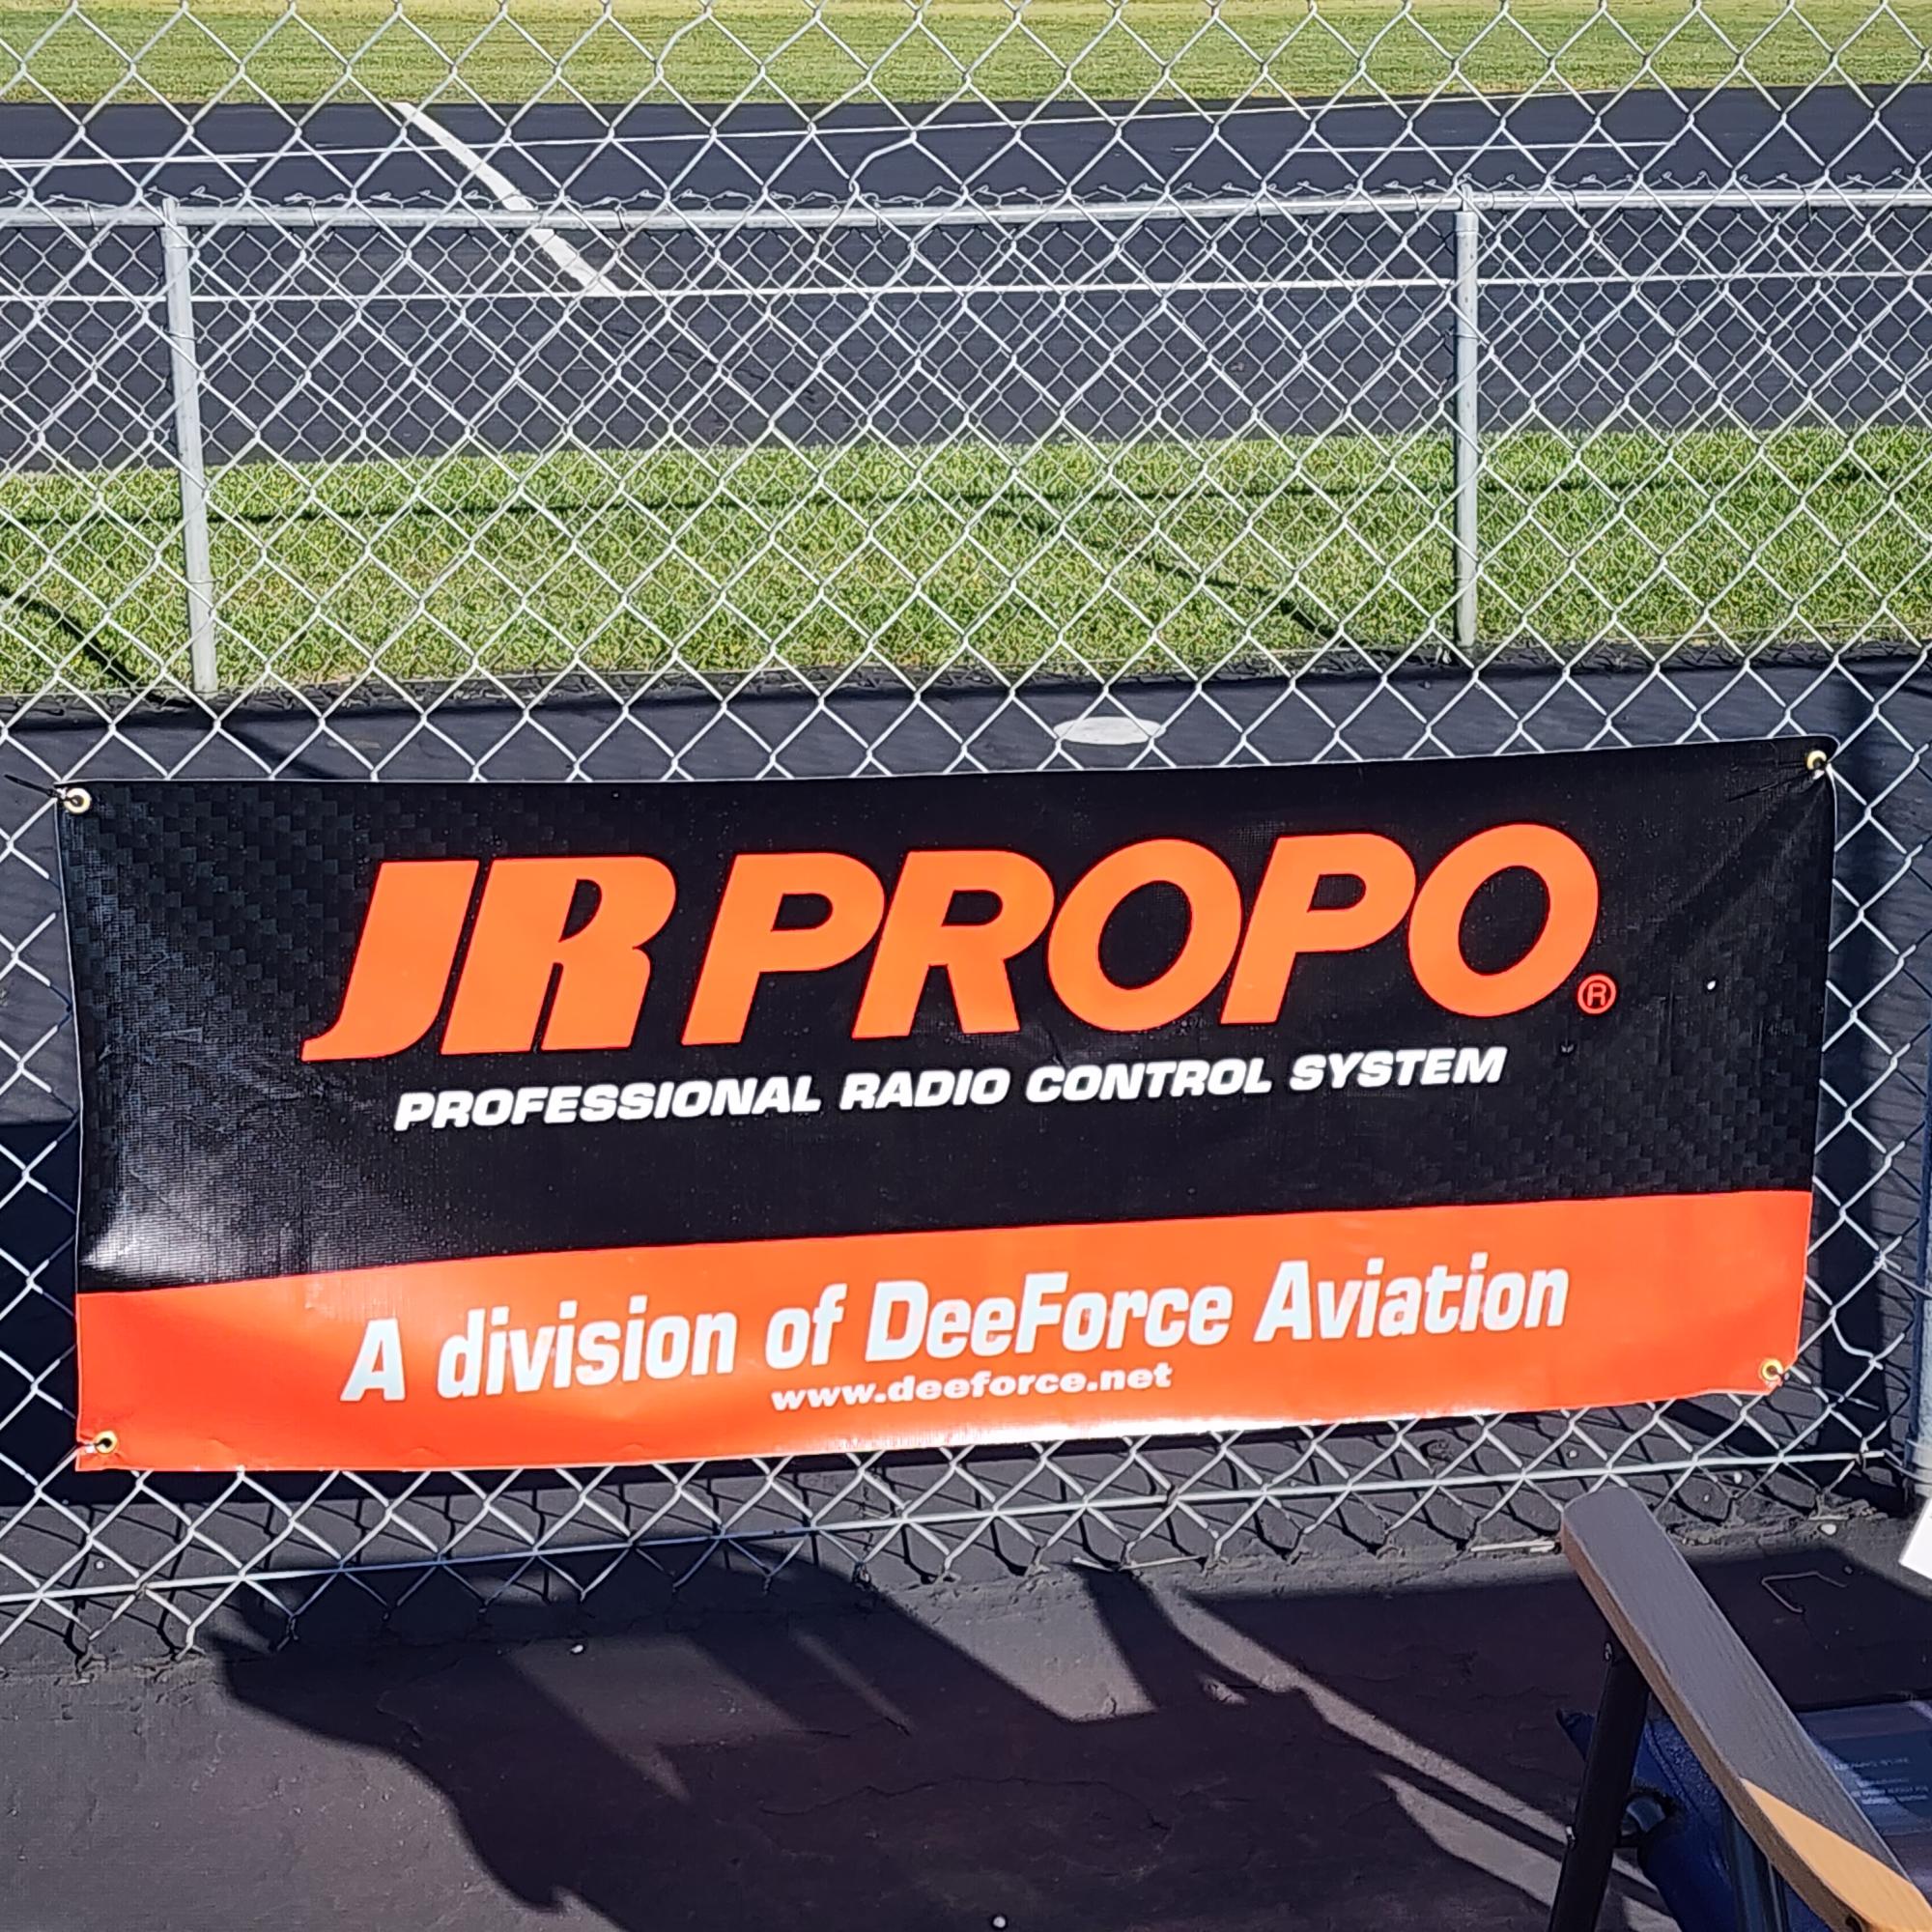 JR PROPO®
PROFESSIONAL RADIO CONTROL SYSTEM
A division of DeeForce Aviation
www.deeforce.net